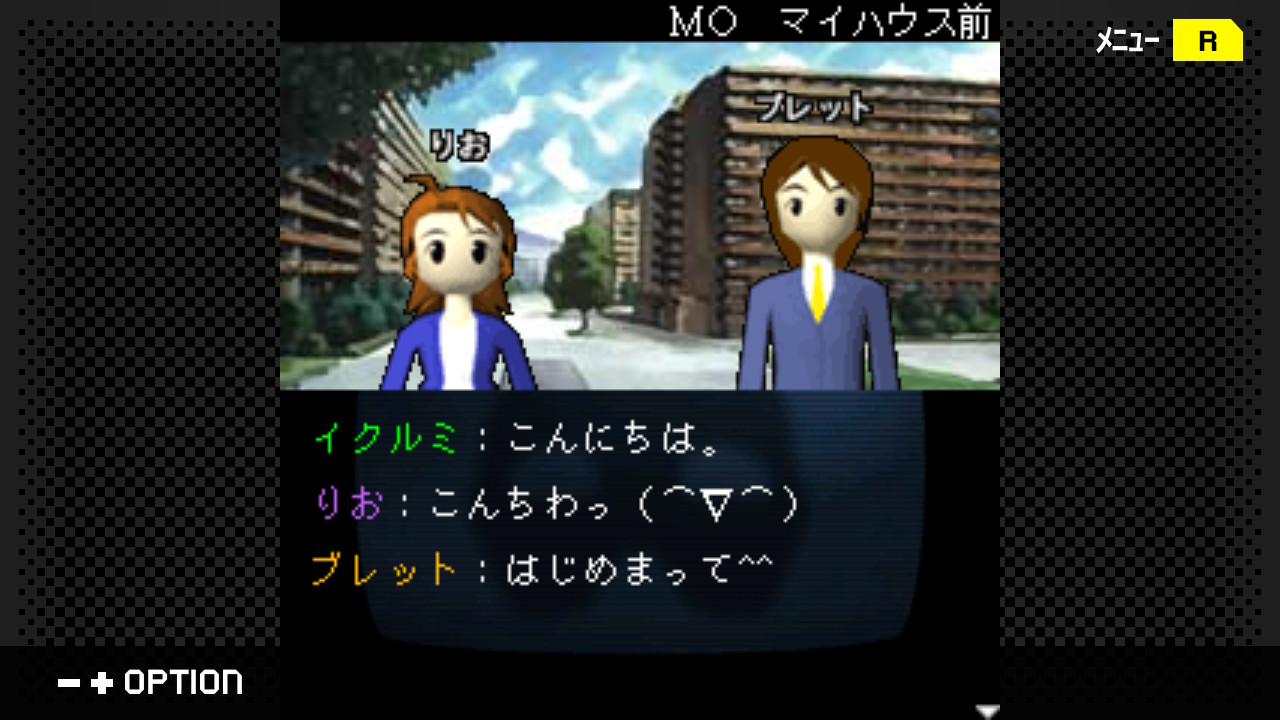 MO　マイハウス前
メニュー R
ブレット
りお
イクルミ：こんにちは。
りお：こんちわっ（⌒▽⌒）
ブレット：はじめまって^^
－ ＋ OPTION